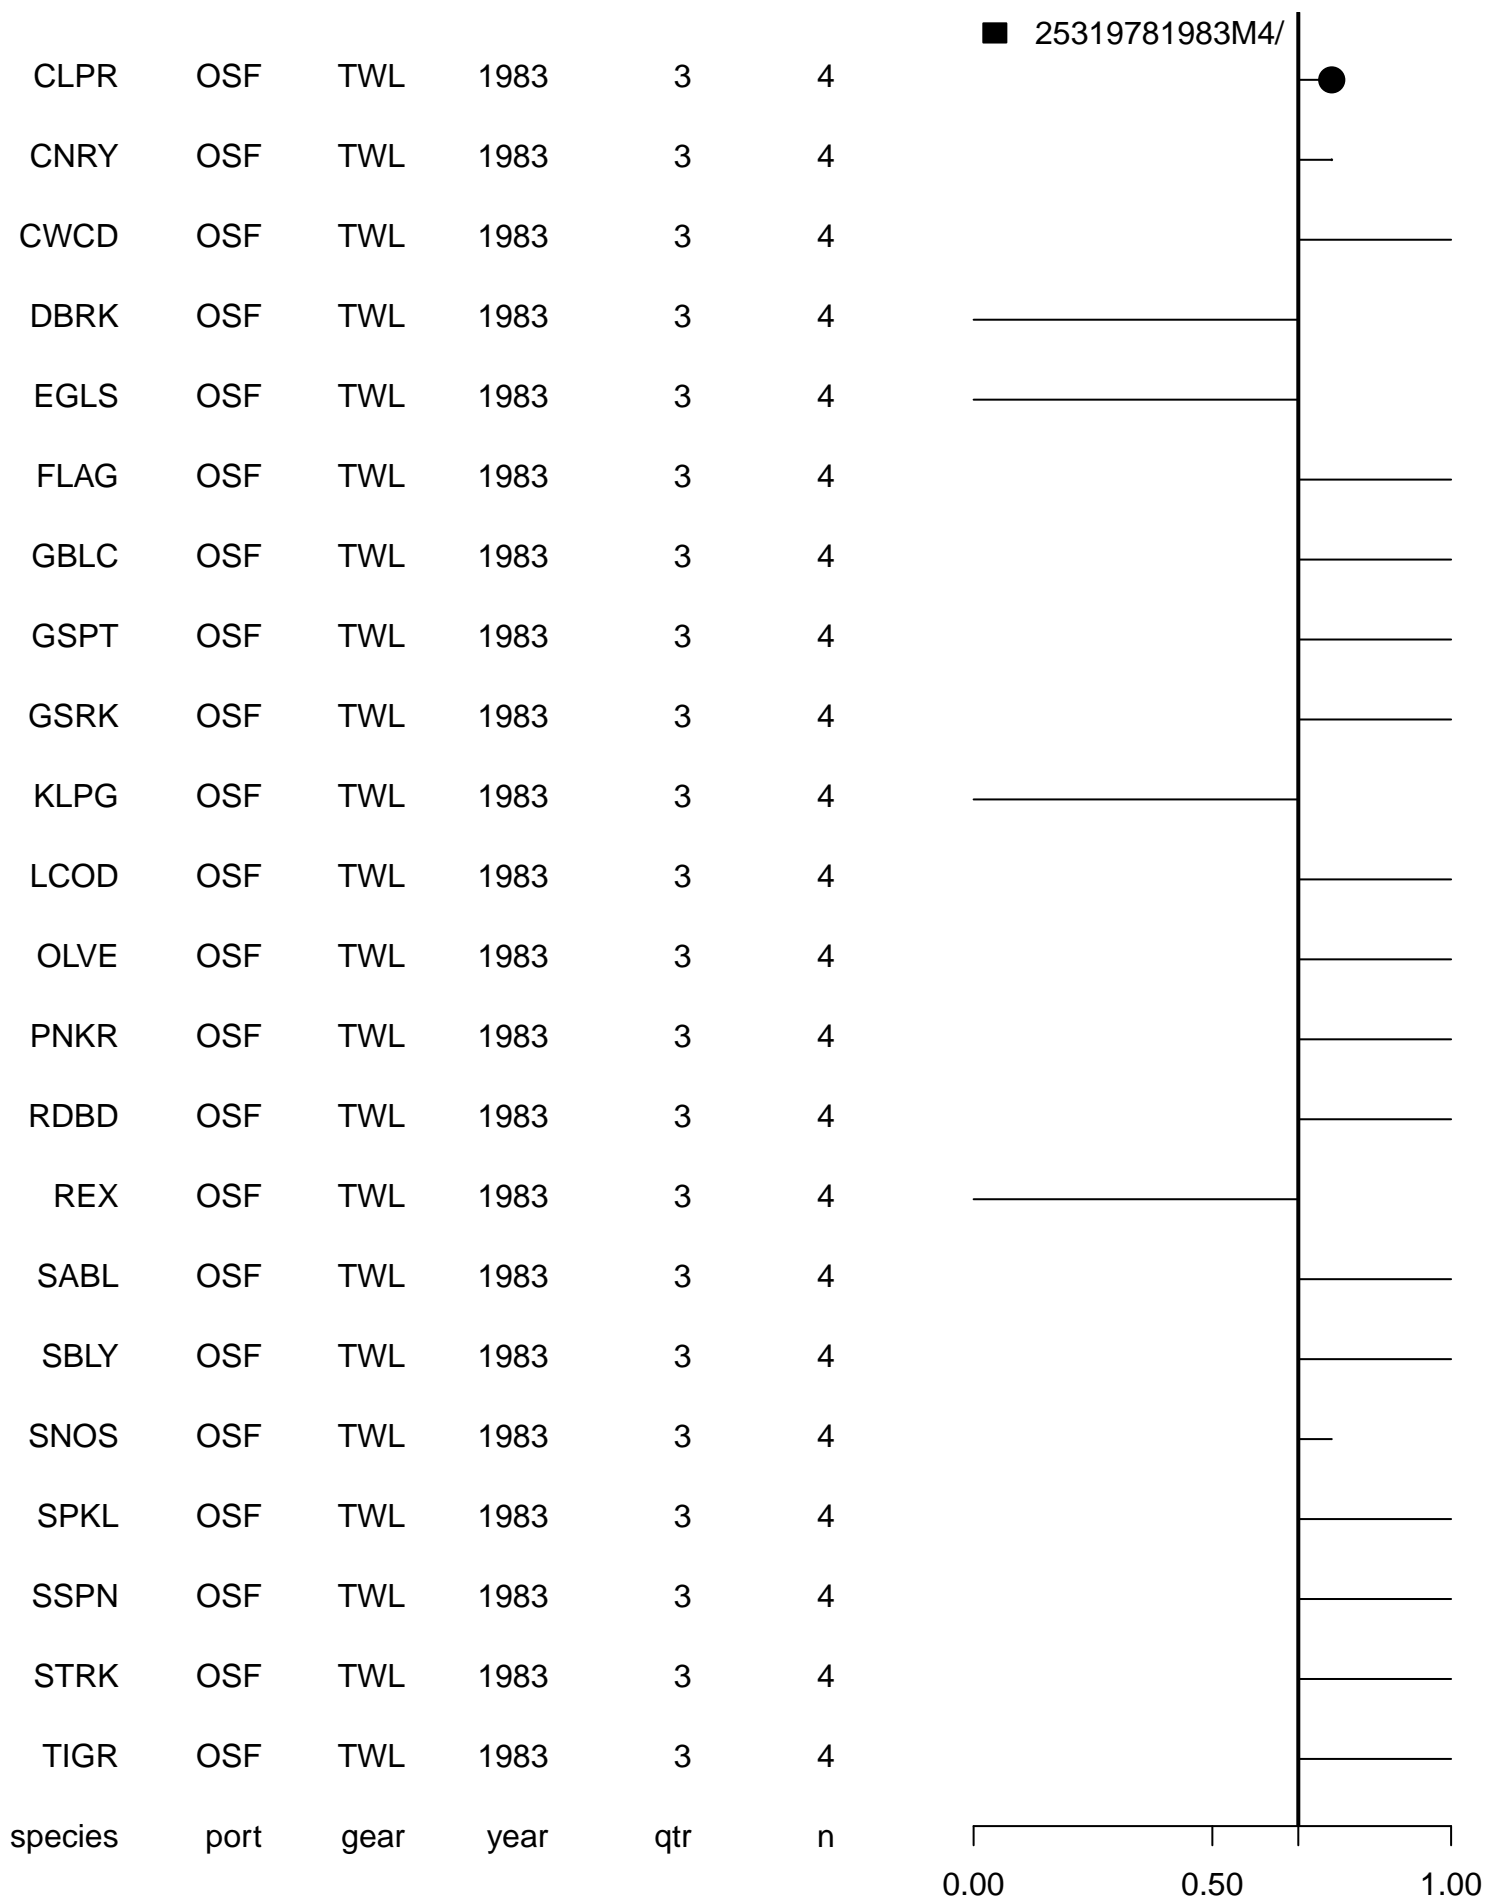 25319781983M4/
CLPR OSF TWL 1983 3 4
CNRY OSF TWL 1983 3 4
CWCD OSF TWL 1983 3 4
DBRK OSF TWL 1983 3 4
EGLS OSF TWL 1983 3 4
FLAG OSF TWL 1983 3 4
GBLC OSF TWL 1983 3 4
GSPT OSF TWL 1983 3 4
GSRK OSF TWL 1983 3 4
KLPG OSF TWL 1983 3 4
LCOD OSF TWL 1983 3 4
OLVE OSF TWL 1983 3 4
PNKR OSF TWL 1983 3 4
RDBD OSF TWL 1983 3 4
REX OSF TWL 1983 3 4
SABL OSF TWL 1983 3 4
SBLY OSF TWL 1983 3 4
SNOS OSF TWL 1983 3 4
SPKL OSF TWL 1983 3 4
SSPN OSF TWL 1983 3 4
STRK OSF TWL 1983 3 4
TIGR OSF TWL 1983 3 4
species port gear year qtr n
0.00 0.50 1.00